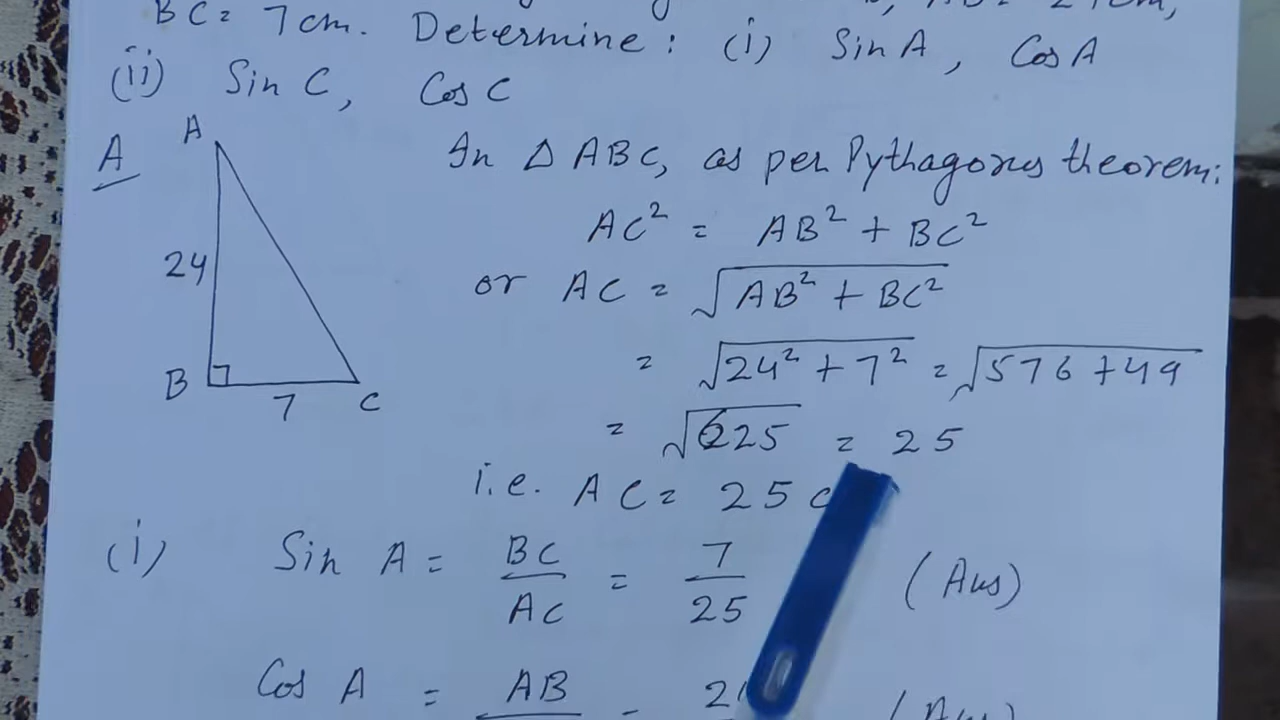 BC = 7cm. Determine : (i) Sin A, Cos A
(ii) Sin C, Cos C
A
A
24
B
7
C
In Δ ABC, as per Pythagorus theorem:
AC² = AB² + BC²
or AC = √AB² + BC²
= √24² + 7² = √576 + 49
= √625 = 25
i.e. AC = 25
(i) Sin A = BC/AC = 7/25 (Ans)
Cos A = AB